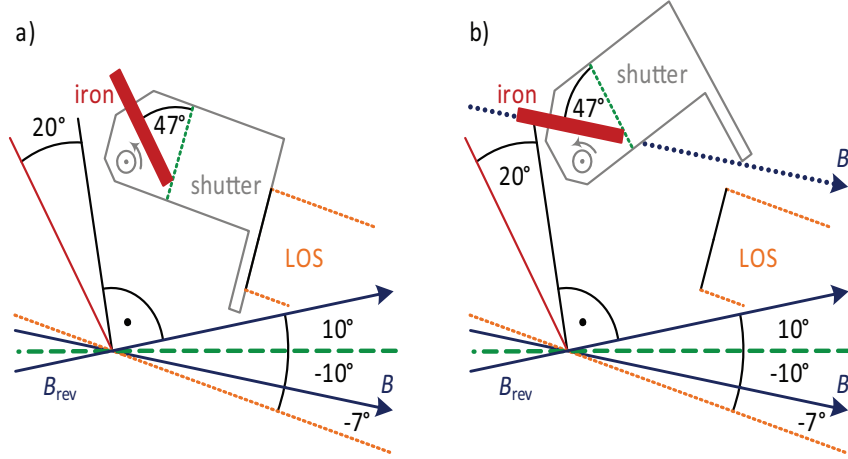 a)
iron
20°
47°
shutter
LOS
10°
-10°
B
B_rev
-7°
b)
shutter
iron
47°
20°
B
LOS
10°
-10°
B
B_rev
-7°